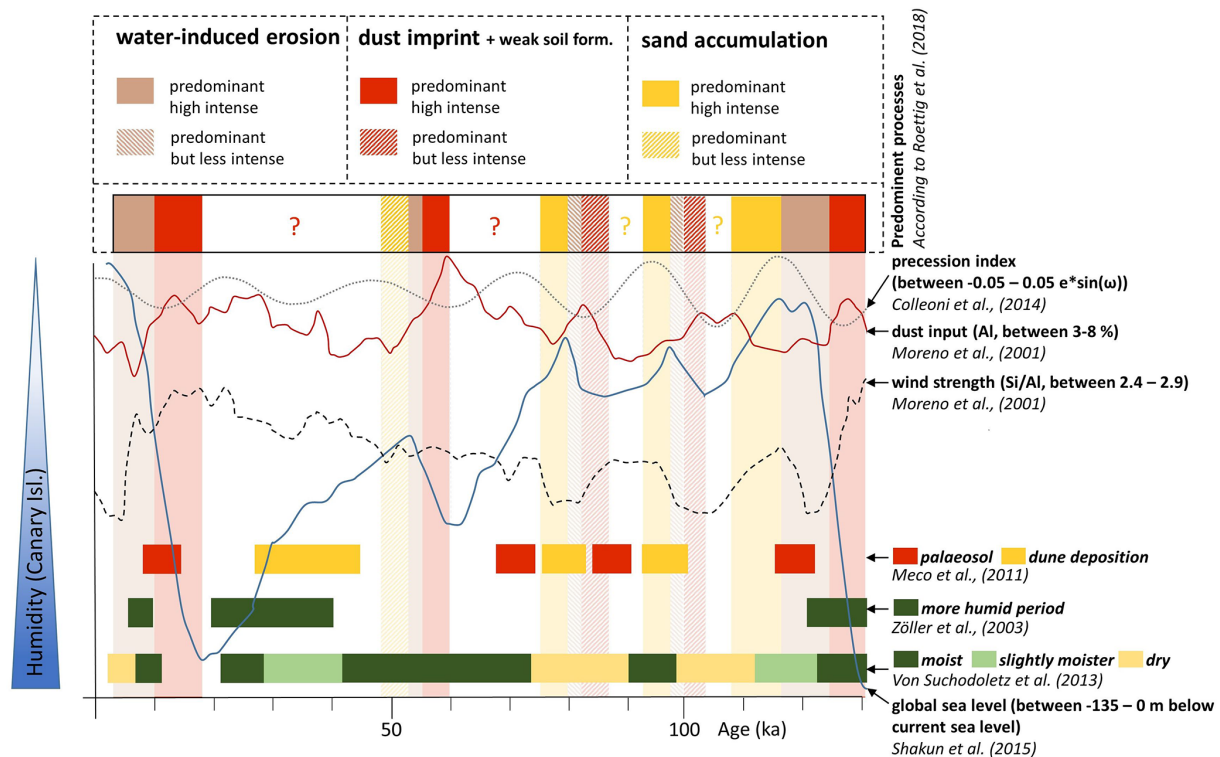 water-induced erosion
predominant
high intense
predominant
but less intense
dust imprint + weak soil form.
predominant
high intense
predominant
but less intense
sand accumulation
predominant
high intense
predominant
but less intense
Predominent processes
According to Roettig et al. (2018)
? ? ? ?
precession index
(between -0.05 – 0.05 e*sin(ω))
Colleoni et al., (2014)
dust input (Al, between 3-8 %)
Moreno et al., (2001)
wind strength (Si/Al, between 2.4 – 2.9)
Moreno et al., (2001)
Humidity (Canary Isl.)
palaeosol dune deposition
Meco et al., (2011)
more humid period
Zöller et al., (2003)
moist slightly moister dry
Von Suchodoletz et al. (2013)
global sea level (between -135 – 0 m below
current sea level)
Shakun et al. (2015)
50 100 Age (ka)